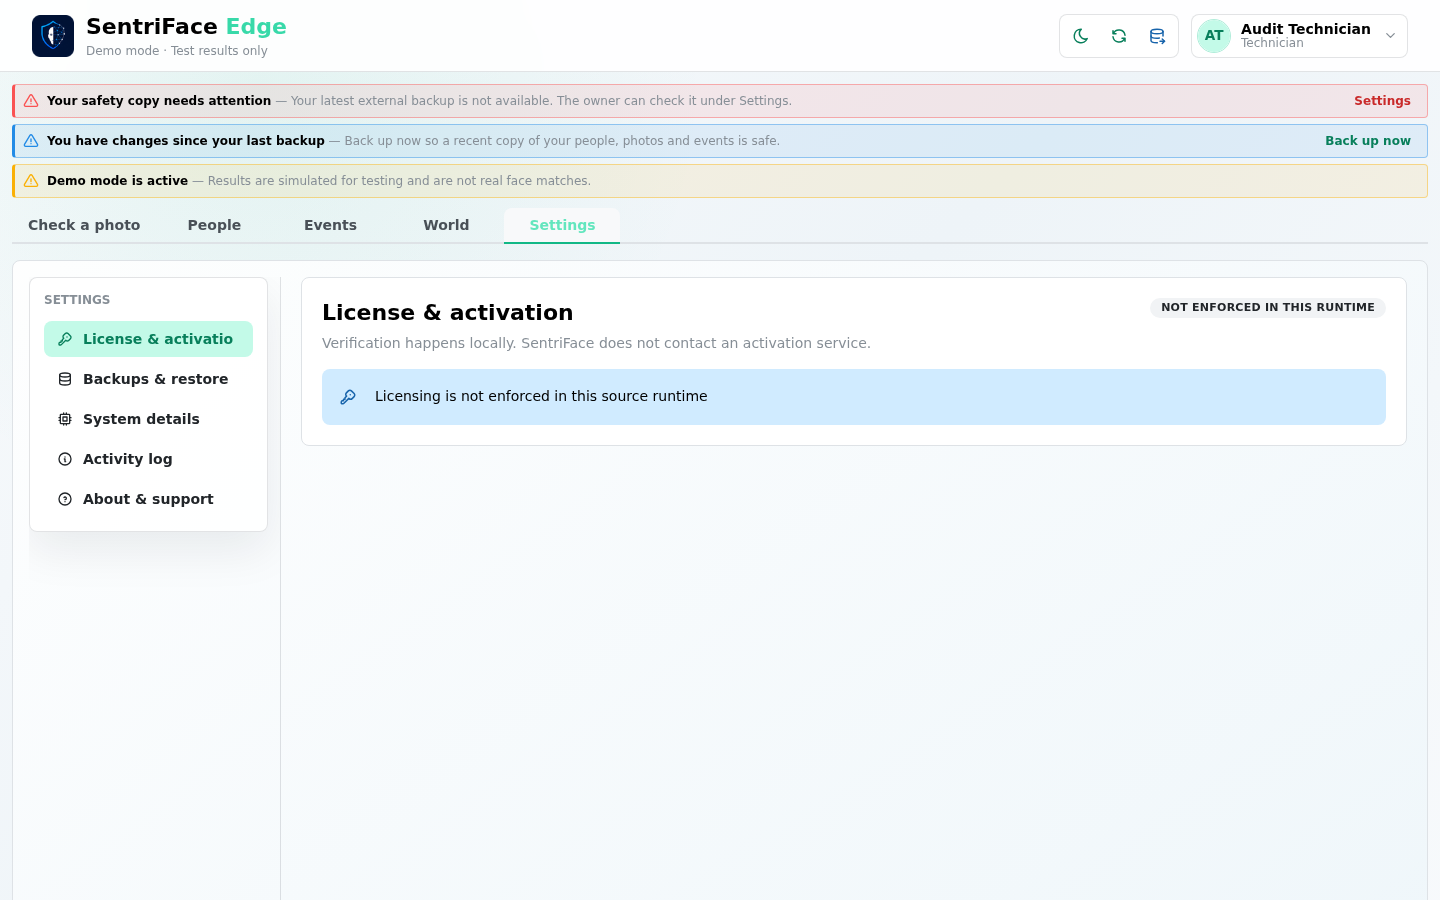 SentriFace Edge
Demo mode · Test results only
AT
Audit Technician
Technician
Your safety copy needs attention — Your latest external backup is not available. The owner can check it under Settings.
Settings
You have changes since your last backup — Back up now so a recent copy of your people, photos and events is safe.
Back up now
Demo mode is active — Results are simulated for testing and are not real face matches.
Check a photo
People
Events
World
Settings
SETTINGS
License & activatio
Backups & restore
System details
Activity log
About & support
License & activation
NOT ENFORCED IN THIS RUNTIME
Verification happens locally. SentriFace does not contact an activation service.
Licensing is not enforced in this source runtime